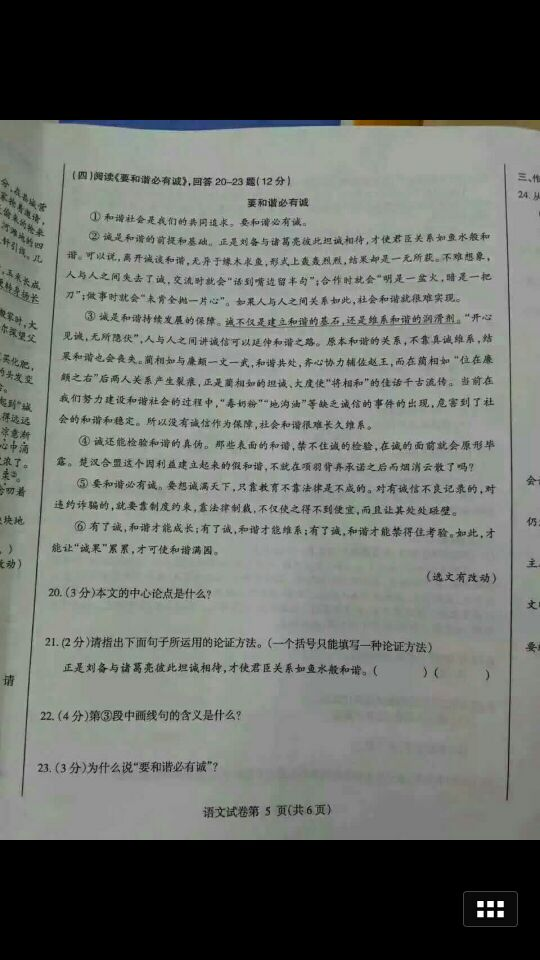 (四)阅读《要和谐必有诚》,回答20-23题(12分)
要和谐必有诚
①和谐社会是我们的共同追求。要和谐必有诚。
②诚是和谐的前提和基础。正是刘备与诸葛亮彼此坦诚相待,才使君臣关系如鱼水般和
谐。可以说,离开诚谈和谐,无异于缘木求鱼,形式上轰轰烈烈,结果却是一无所获。不难想象,
人与人之间失去了诚,交流时就会“话到嘴边留半句”;合作时就会“明是一盆火,暗是一把
刀”;做事时就会“未肯全抛一片心”。如果人与人之间关系如此,社会和谐就很难实现。
③诚是和谐持续发展的保障。诚不仅是建立和谐的基石,还是维系和谐的润滑剂。“开心
见诚,无所隐伏”,人与人之间讲诚信可以延伸和谐之路。原本和谐的关系,不靠真诚维系,结
果和谐也会丧失。蔺相如与廉颇一文一武,和谐共处,齐心协力辅佐赵王,而在蔺相如“位在廉
颇之右”后两人关系产生裂痕,正是蔺相如的坦诚、大度使“将相和”的佳话千古流传。当前在
我们努力建设和谐社会的过程中,“毒奶粉”“地沟油”等缺乏诚信的事件的出现,危害到了社
会的和谐和稳定。所以没有诚信作为保障,社会和谐很难长久维系。
④诚还能检验和谐的真伪。那些表面的和谐,禁不住诚的检验,在诚的面前就会原形毕
露。楚汉合盟这个因利益建立起来的假和谐,不就在项羽背弃承诺之后而烟消云散了吗?
⑤要和谐必有诚。要想诚满天下,只靠教育不靠法律是不成的。对有诚信不良记录的,对
违约诈骗的,就要靠制度约束,靠法律制裁,不仅使之得不到便宜,而且让其处处碰壁。
⑥有了诚,和谐才能成长;有了诚,和谐才能维系;有了诚,和谐才能禁得住考验。如此,才
能让“诚果”累累,才可使和谐满园。
(选文有改动)
20.(3分)本文的中心论点是什么?
21.(2分)请指出下面句子所运用的论证方法。(一个括号只能填写一种论证方法)
正是刘备与诸葛亮彼此坦诚相待,才使君臣关系如鱼水般和谐。( )( )
22.(4分)第③段中画线句的含义是什么?
23.(3分)为什么说“要和谐必有诚”?
语文试卷第 5 页(共6页)
三、作
24.从